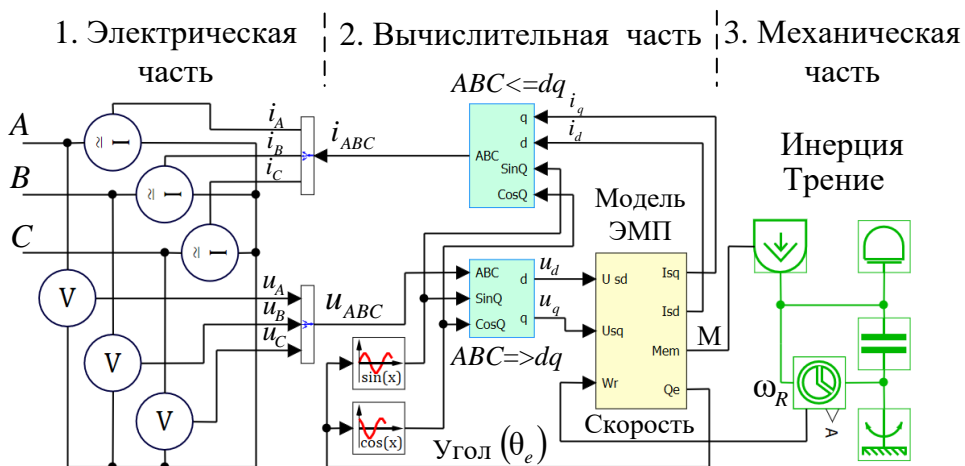 1. Электрическая часть
2. Вычислительная часть
3. Механическая часть
A
B
C
I
≈
I
≈
I
≈
V
V
V
i_A
i_B
i_C
i_ABC
u_A
u_B
u_C
u_ABC
ABC<=dq
q
d
ABC
SinQ
CosQ
i_q
i_d
ABC
SinQ
CosQ
d
q
ABC=>dq
u_d
u_q
sin(x)
cos(x)
Модель
ЭМП
U sd
Usq
Wr
Isq
Isd
Mem
Qe
M
Скорость
Угол (θ_e)
Инерция
Трение
ω_R
A